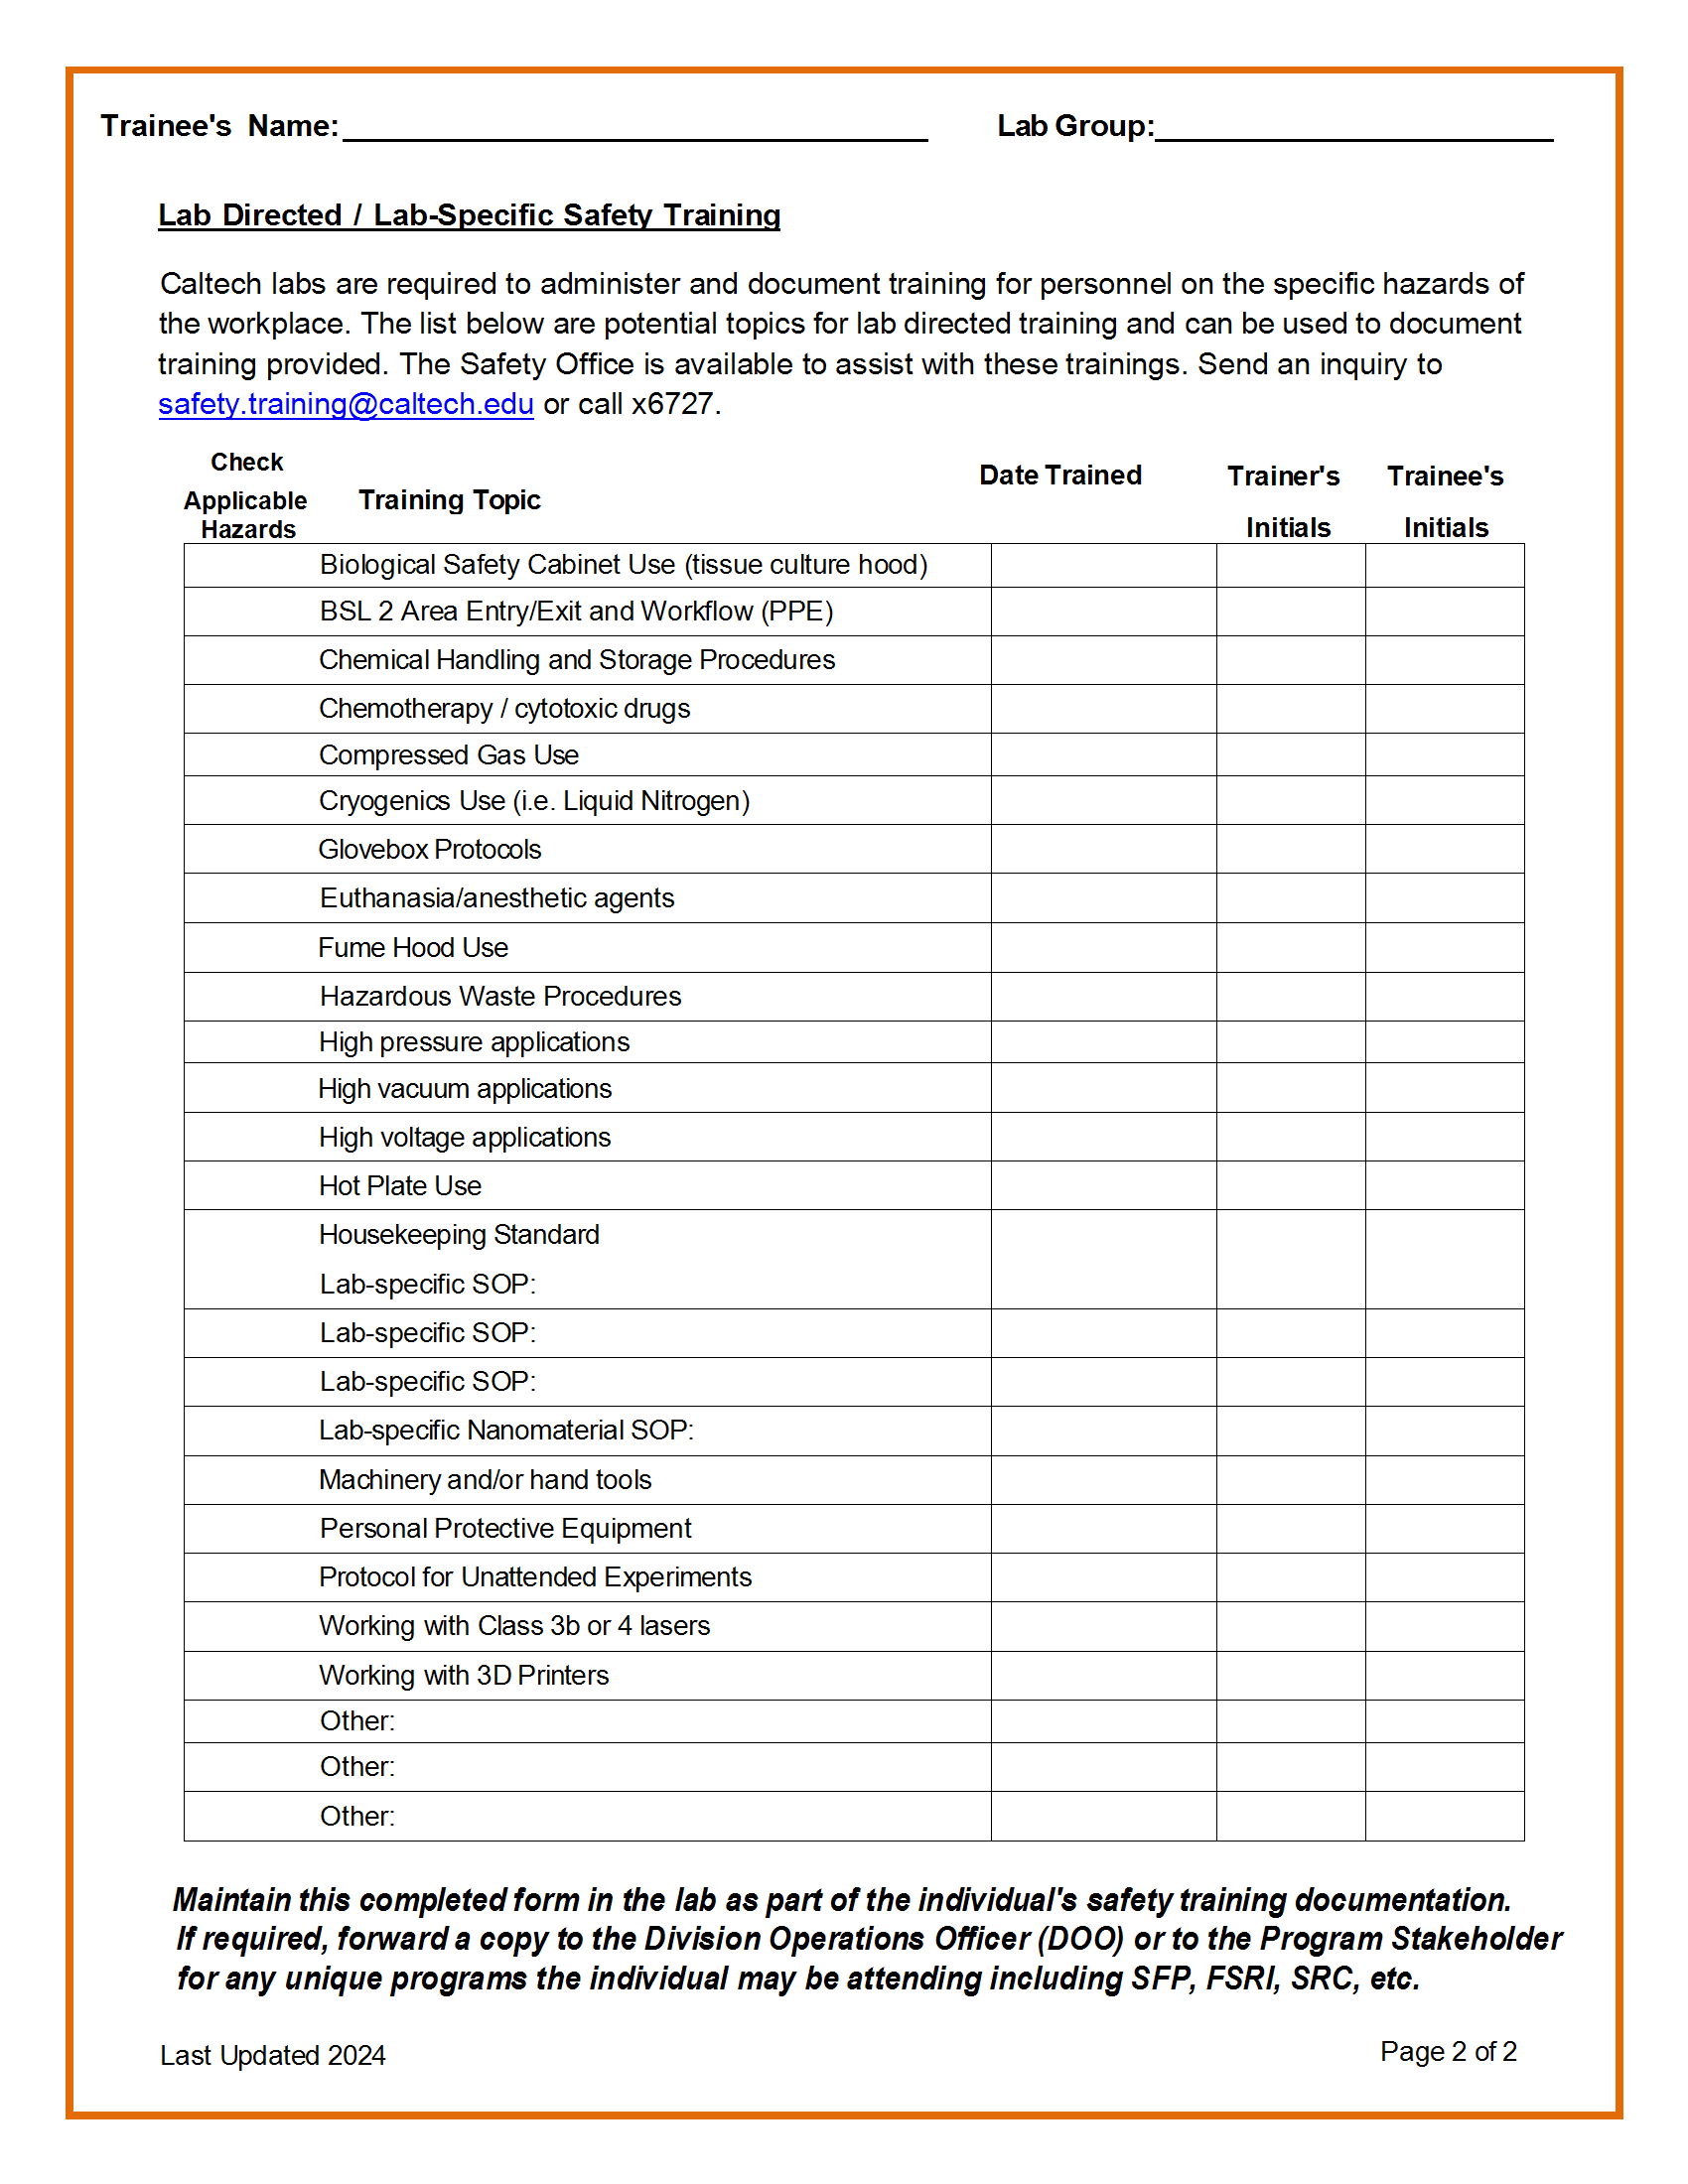 Trainee's Name: Lab Group:
Lab Directed / Lab-Specific Safety Training
Caltech labs are required to administer and document training for personnel on the specific hazards of
the workplace. The list below are potential topics for lab directed training and can be used to document
training provided. The Safety Office is available to assist with these trainings. Send an inquiry to
safety.training@caltech.edu or call x6727.
Check
Applicable
Hazards
Training Topic
Date Trained
Trainer's
Initials
Trainee's
Initials
Biological Safety Cabinet Use (tissue culture hood)
BSL 2 Area Entry/Exit and Workflow (PPE)
Chemical Handling and Storage Procedures
Chemotherapy / cytotoxic drugs
Compressed Gas Use
Cryogenics Use (i.e. Liquid Nitrogen)
Glovebox Protocols
Euthanasia/anesthetic agents
Fume Hood Use
Hazardous Waste Procedures
High pressure applications
High vacuum applications
High voltage applications
Hot Plate Use
Housekeeping Standard
Lab-specific SOP:
Lab-specific SOP:
Lab-specific SOP:
Lab-specific Nanomaterial SOP:
Machinery and/or hand tools
Personal Protective Equipment
Protocol for Unattended Experiments
Working with Class 3b or 4 lasers
Working with 3D Printers
Other:
Other:
Other:
Maintain this completed form in the lab as part of the individual's safety training documentation.
If required, forward a copy to the Division Operations Officer (DOO) or to the Program Stakeholder
for any unique programs the individual may be attending including SFP, FSRI, SRC, etc.
Last Updated 2024
Page 2 of 2